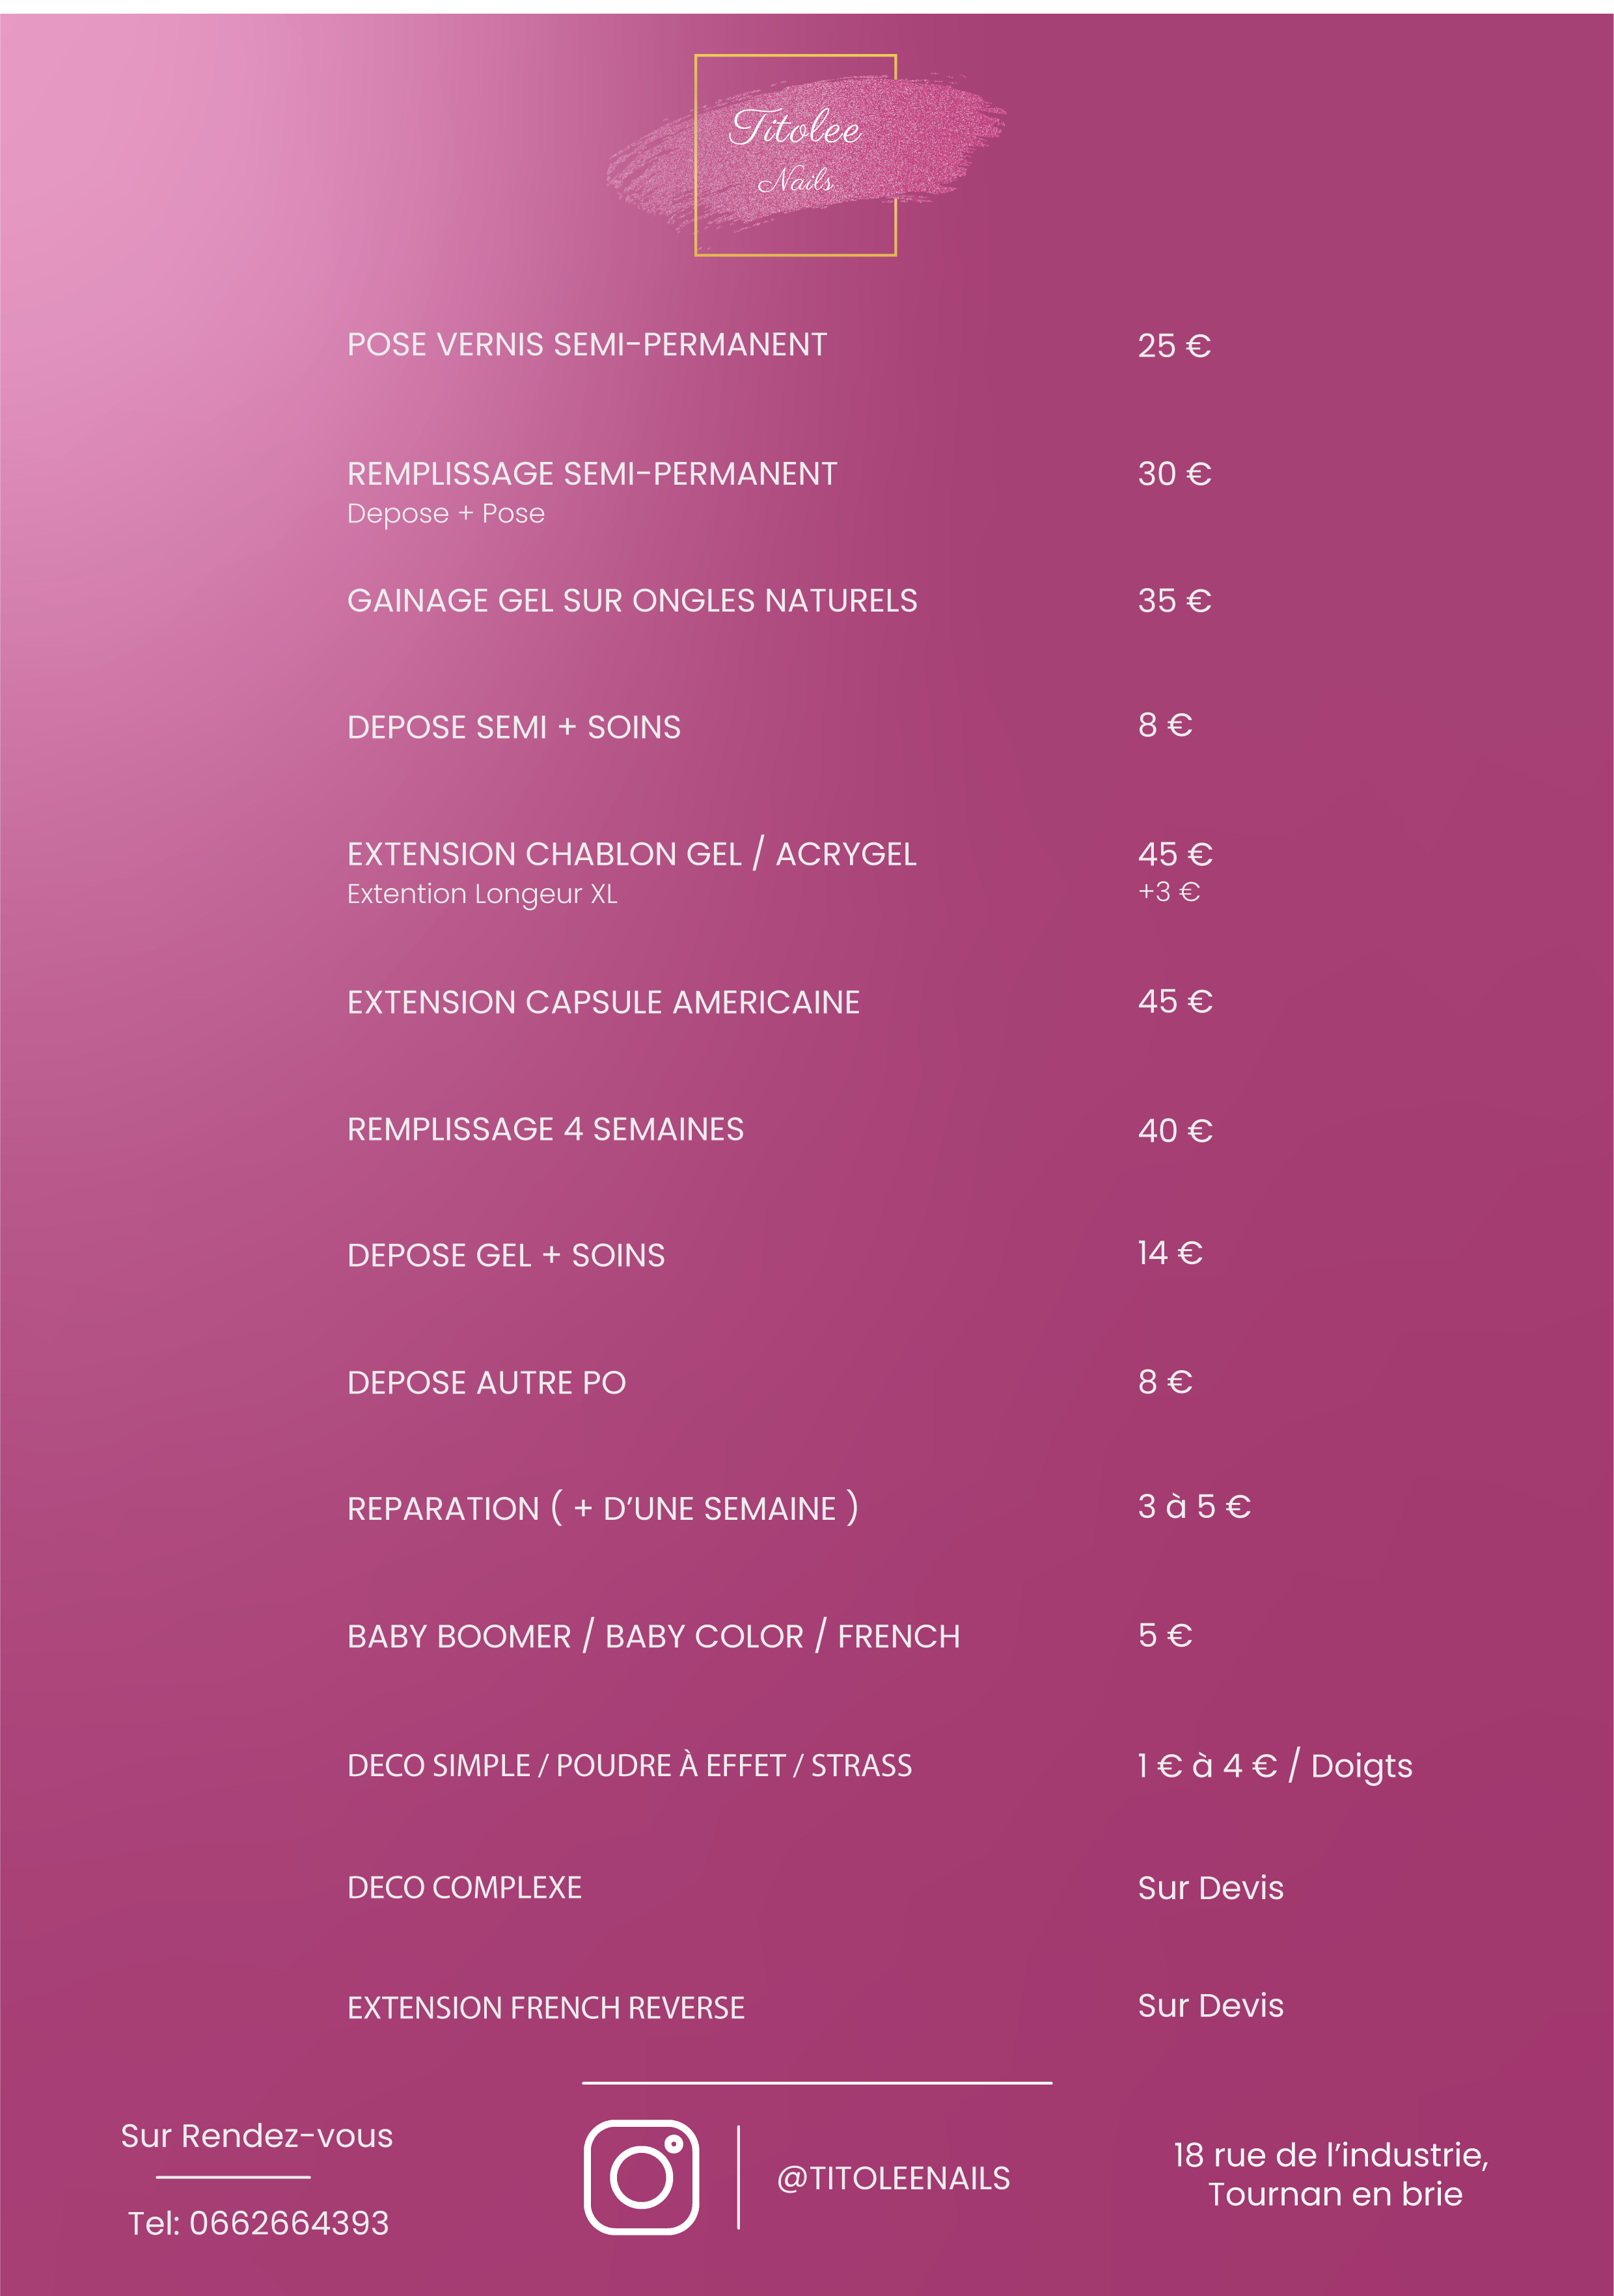 Titolee
Nails
POSE VERNIS SEMI-PERMANENT 25 €
REMPLISSAGE SEMI-PERMANENT 30 €
Depose + Pose
GAINAGE GEL SUR ONGLES NATURELS 35 €
DEPOSE SEMI + SOINS 8 €
EXTENSION CHABLON GEL / ACRYGEL 45 €
Extention Longeur XL +3 €
EXTENSION CAPSULE AMERICAINE 45 €
REMPLISSAGE 4 SEMAINES 40 €
DEPOSE GEL + SOINS 14 €
DEPOSE AUTRE PO 8 €
REPARATION ( + D’UNE SEMAINE ) 3 à 5 €
BABY BOOMER / BABY COLOR / FRENCH 5 €
DECO SIMPLE / POUDRE À EFFET / STRASS 1 € à 4 € / Doigts
DECO COMPLEXE Sur Devis
EXTENSION FRENCH REVERSE Sur Devis
Sur Rendez-vous
Tel: 0662664393
@TITOLEENAILS
18 rue de l’industrie,
Tournan en brie